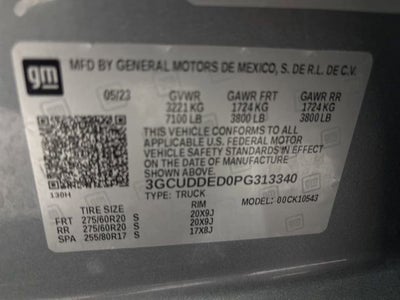 gm MFD BY GENERAL MOTORS DE MEXICO, S. DE R.L. DE C.V.
05/23 GVWR GAWR FRT GAWR RR
3221 KG 1724 KG 1724 KG
7100 LB 3800 LB 3800 LB
THIS VEHICLE CONFORMS TO ALL
APPLICABLE U.S. FEDERAL MOTOR
VEHICLE SAFETY STANDARDS IN EFFECT
ON THE DATE OF MANUFACTURE
SHOWN ABOVE.
3GCUDDED0PG313340
130H TYPE: TRUCK MODEL: 00CK10543
TIRE SIZE RIM
FRT 275/60R20 S 20X9J
RR 275/60R20 S 20X9J
SPA 255/80R17 S 17X8J